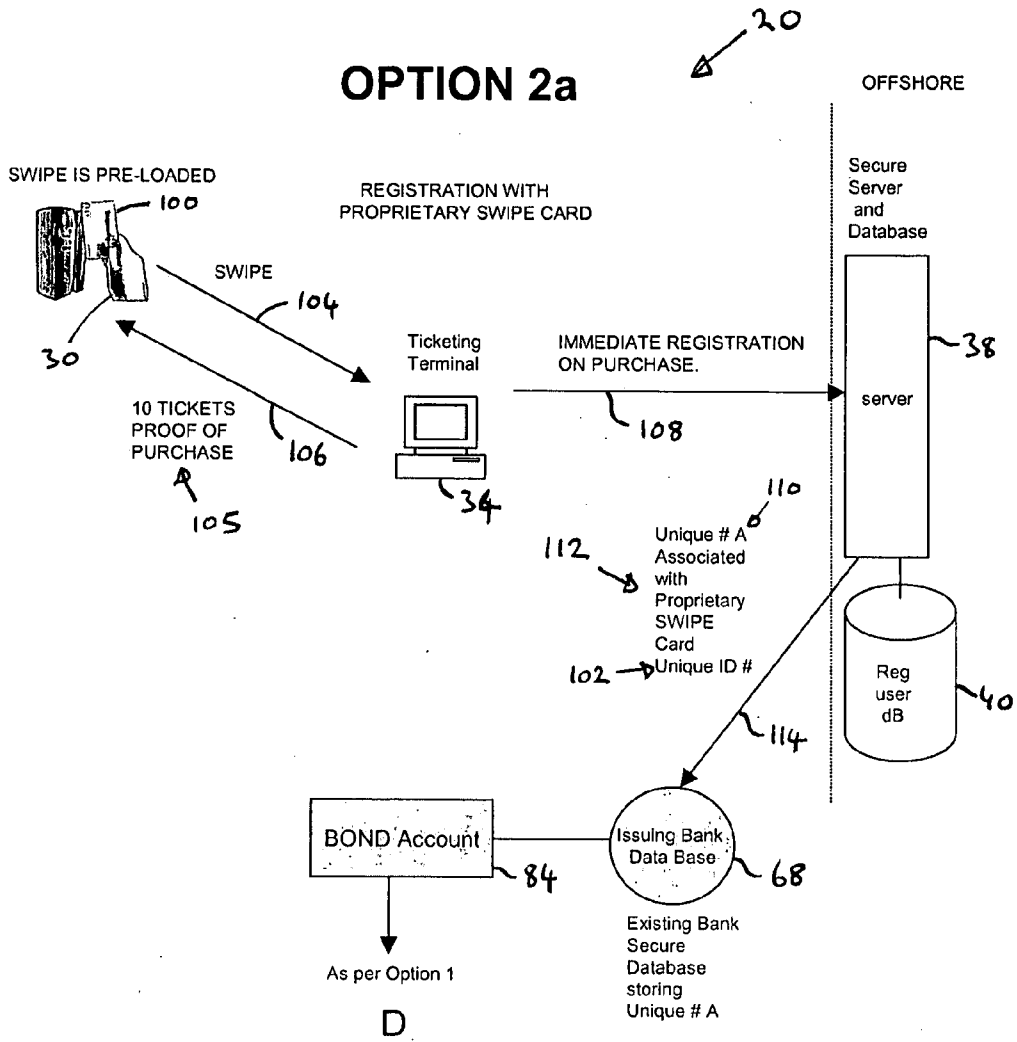 20
OPTION 2a
OFFSHORE
SWIPE IS PRE-LOADED
100
REGISTRATION WITH
PROPRIETARY SWIPE CARD
Secure
Server
and
Database
SWIPE
104
30
Ticketing
Terminal
IMMEDIATE REGISTRATION
ON PURCHASE.
38
server
10 TICKETS
PROOF OF
PURCHASE
106
108
105
34
110
Unique # A
Associated
with
Proprietary
SWIPE
Card
Unique ID #
112
102
Reg
user
dB
40
114
BOND Account
84
Issuing Bank
Data Base
68
As per Option 1
D
Existing Bank
Secure
Database
storing
Unique # A